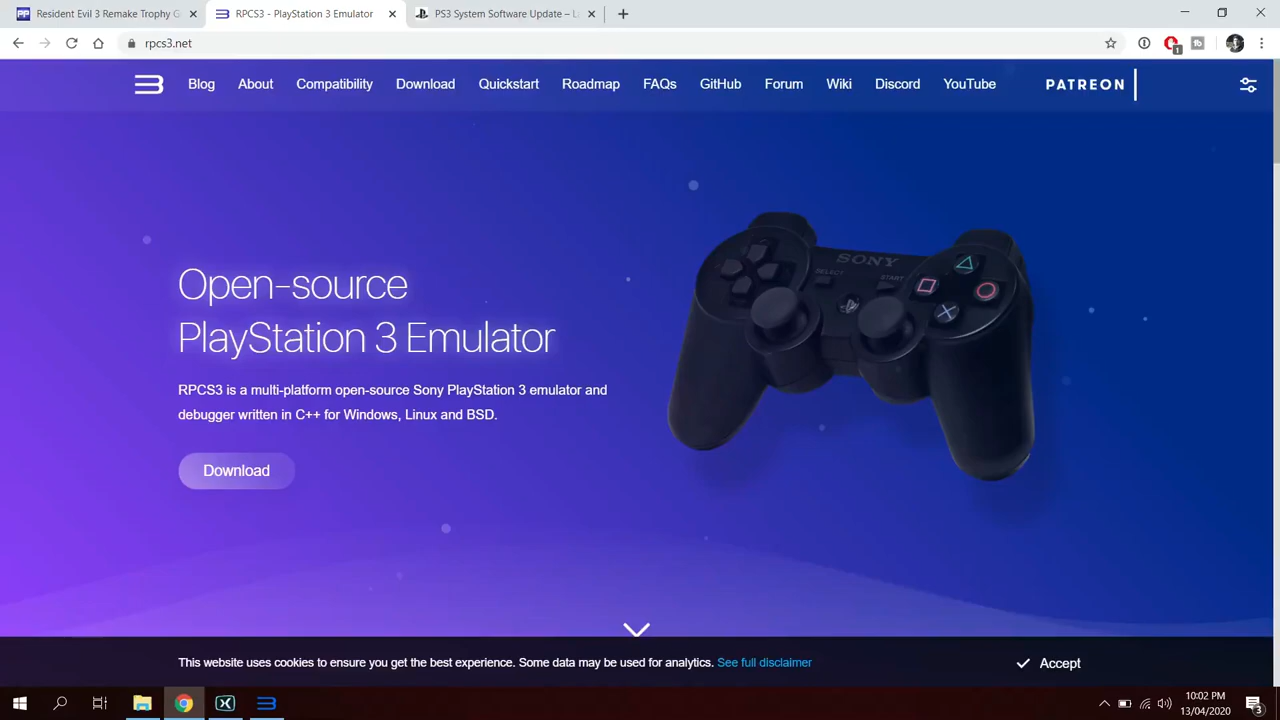 Resident Evil 3 Remake Trophy G
RPCS3 - PlayStation 3 Emulator
PS3 System Software Update – L
rpcs3.net
1
Blog About Compatibility Download Quickstart Roadmap FAQs GitHub Forum Wiki Discord YouTube PATREON
SONY
SELECT START
Open-source
PlayStation 3 Emulator
RPCS3 is a multi-platform open-source Sony PlayStation 3 emulator and
debugger written in C++ for Windows, Linux and BSD.
Download
This website uses cookies to ensure you get the best experience. Some data may be used for analytics. See full disclaimer
Accept
10:02 PM
13/04/2020
3